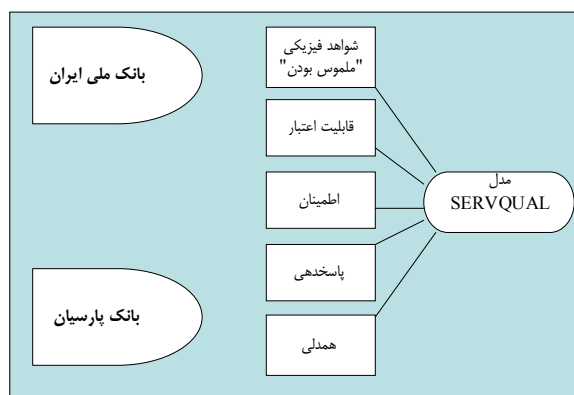 شواهد فیزیکی
"ملموس بودن"
بانک ملی ایران
قابلیت اعتبار
مدل
SERVQUAL
اطمینان
پاسخدهی
بانک پارسیان
همدلی